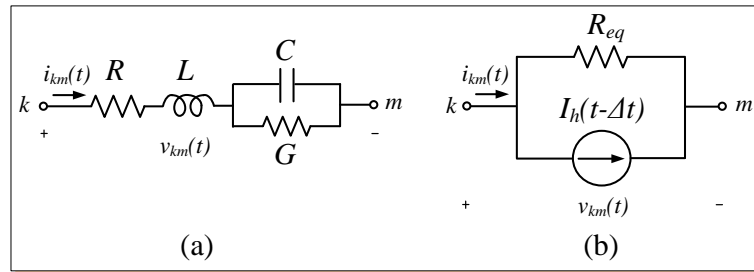 R
L
C
i_km(t)
k
m
+
−
v_km(t)
G
(a)
R_eq
i_km(t)
k
m
I_h(t-Δt)
+
−
v_km(t)
(b)